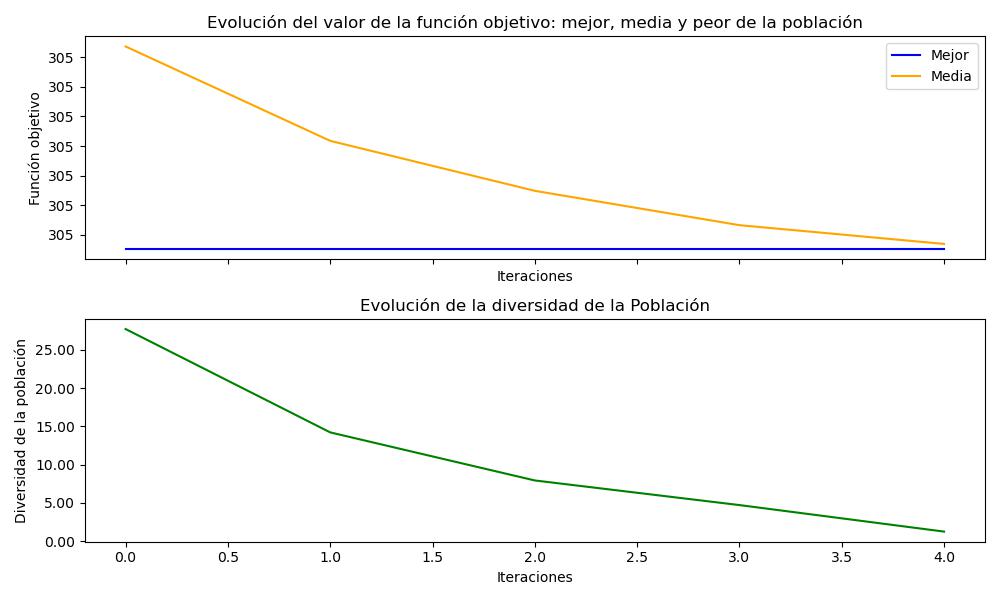 Evolución del valor de la función objetivo: mejor, media y peor de la población
Función objetivo
305
305
305
305
305
305
305
Mejor
Media
Iteraciones
Evolución de la diversidad de la Población
Diversidad de la población
25.00
20.00
15.00
10.00
5.00
0.00
0.0 0.5 1.0 1.5 2.0 2.5 3.0 3.5 4.0
Iteraciones